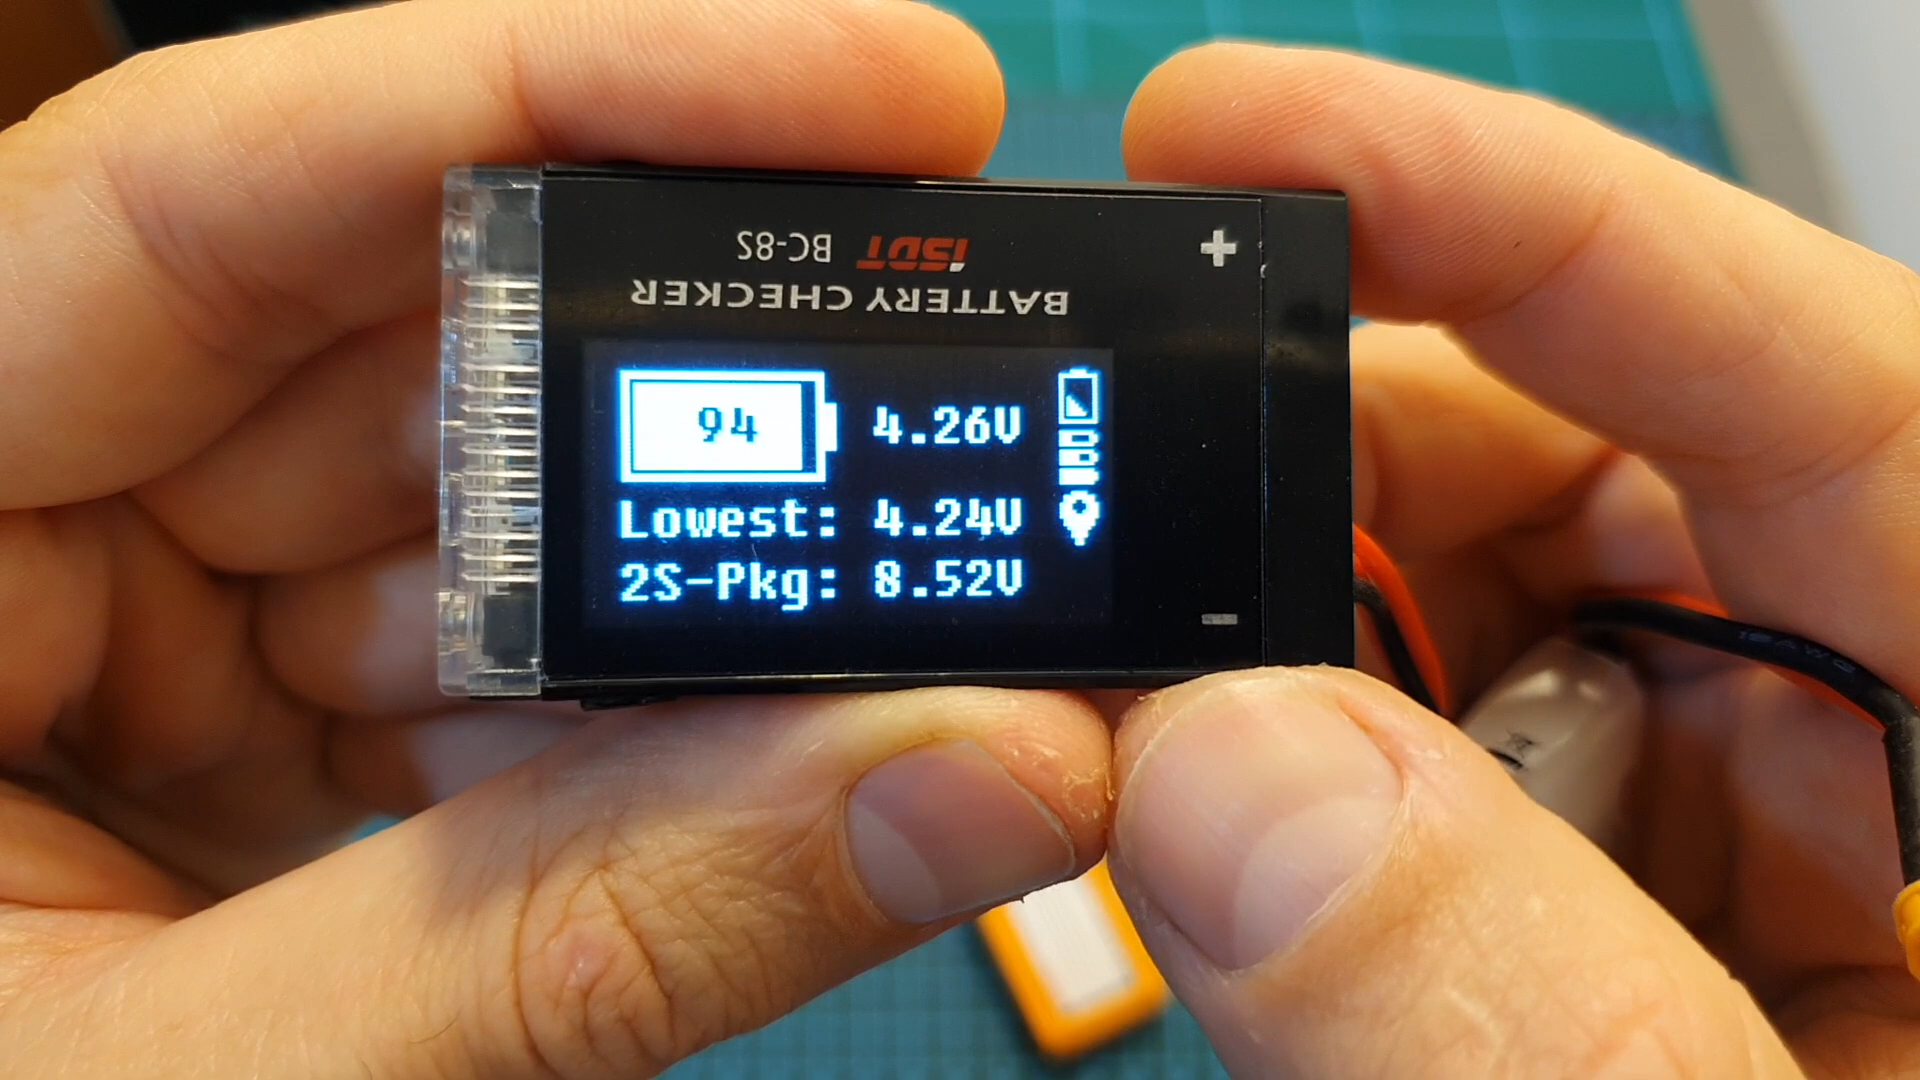 iSDT BC-8S
BATTERY CHECKER
+
94 4.26V
Lowest: 4.24V
2S-Pkg: 8.52V
-